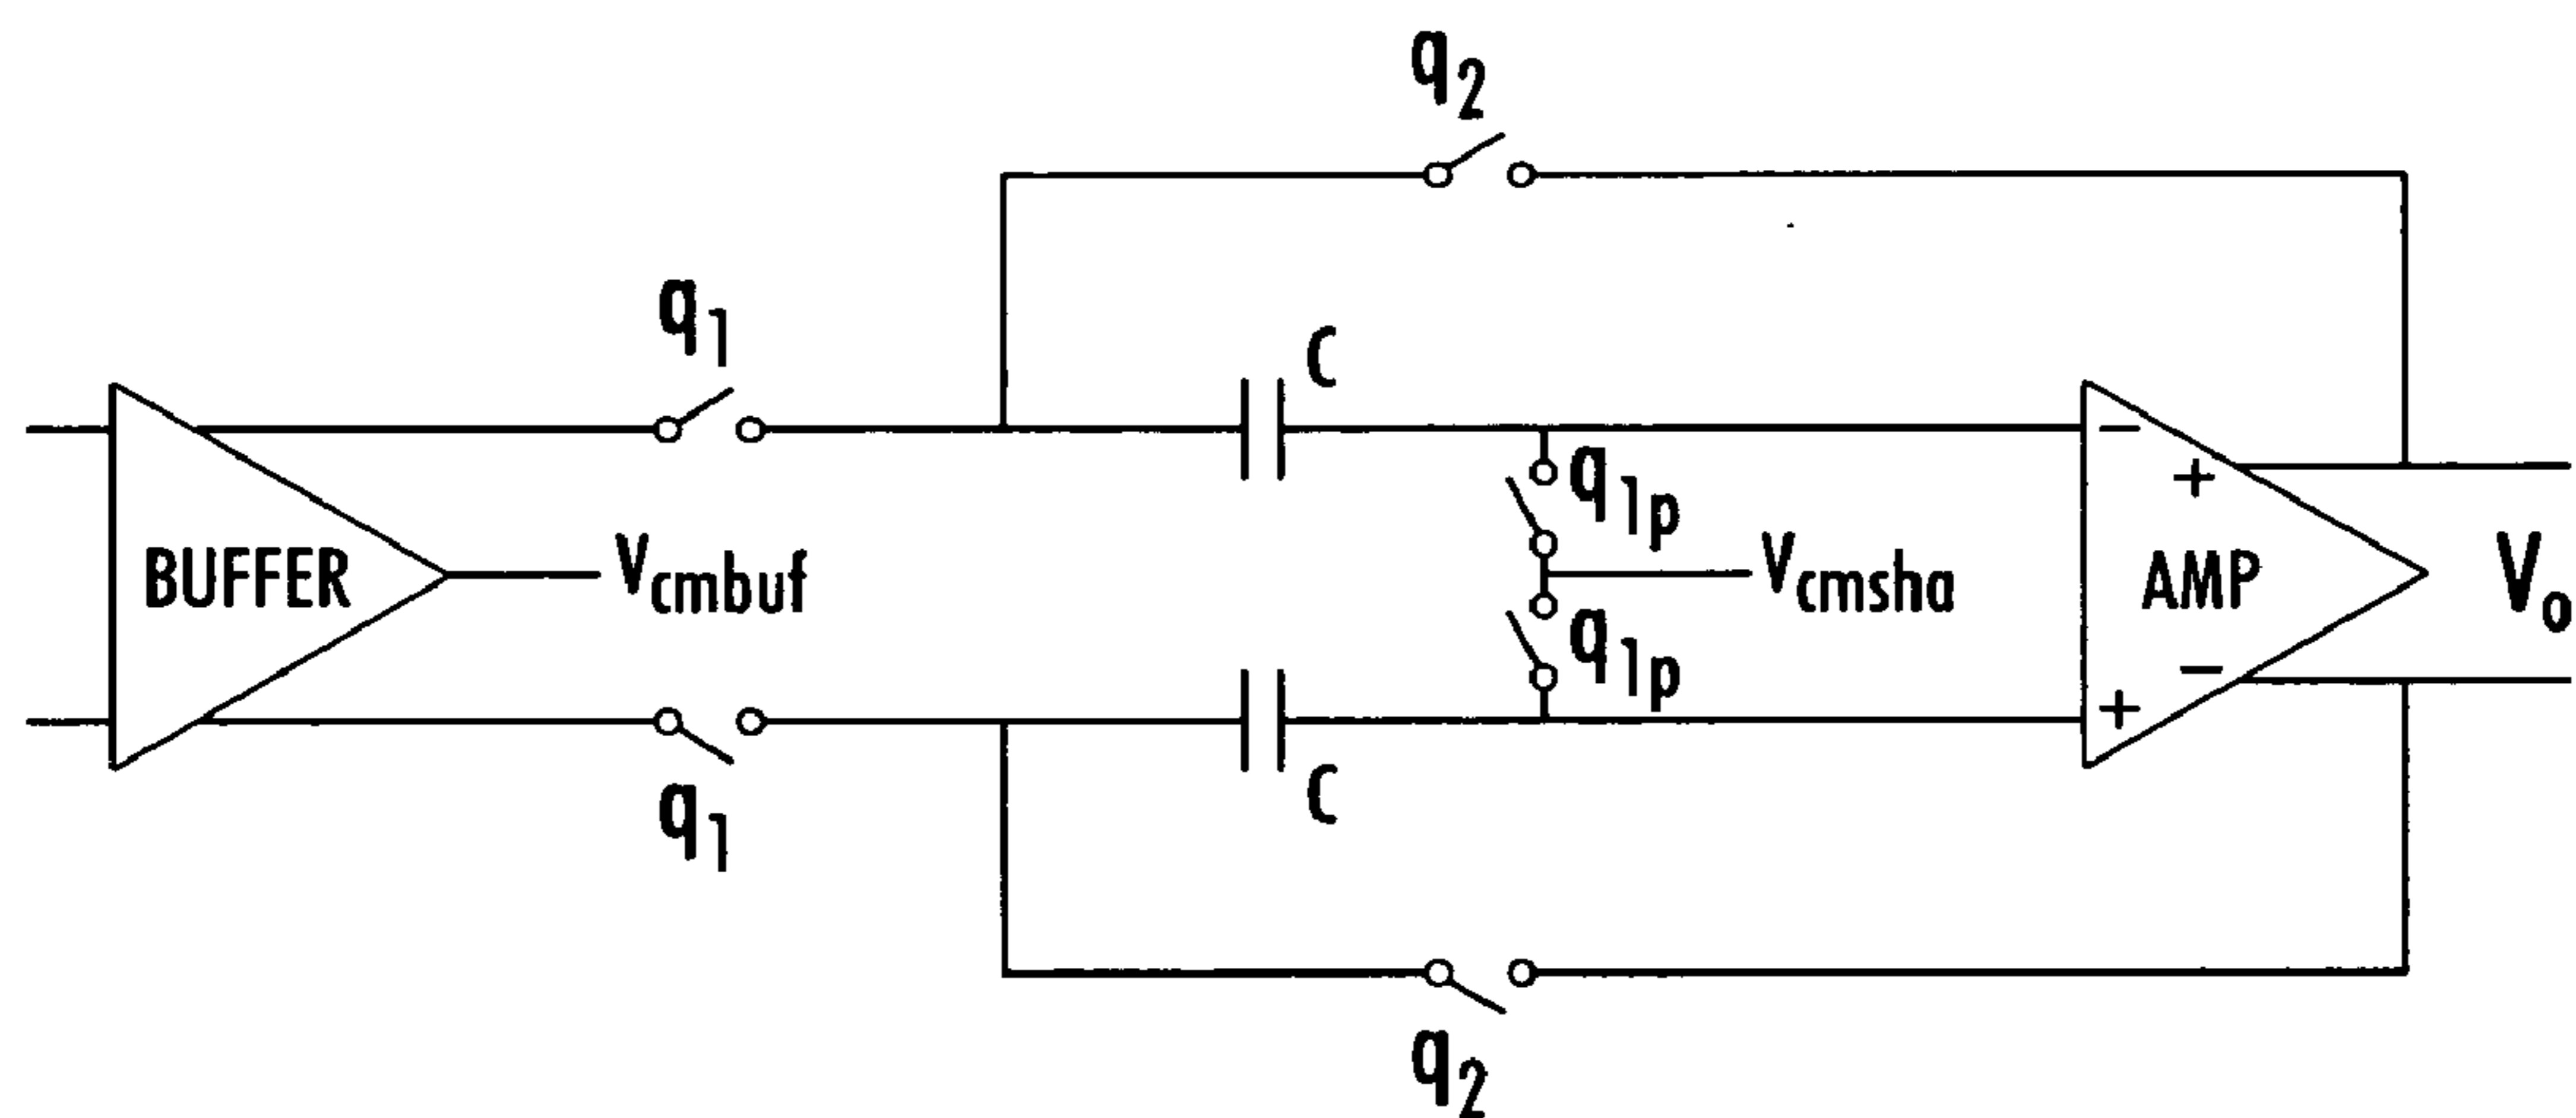 q2
q1
C
q1p
BUFFER
Vcmbuf
Vcmsha
AMP
Vo
q1p
q1
C
q2
− + − +